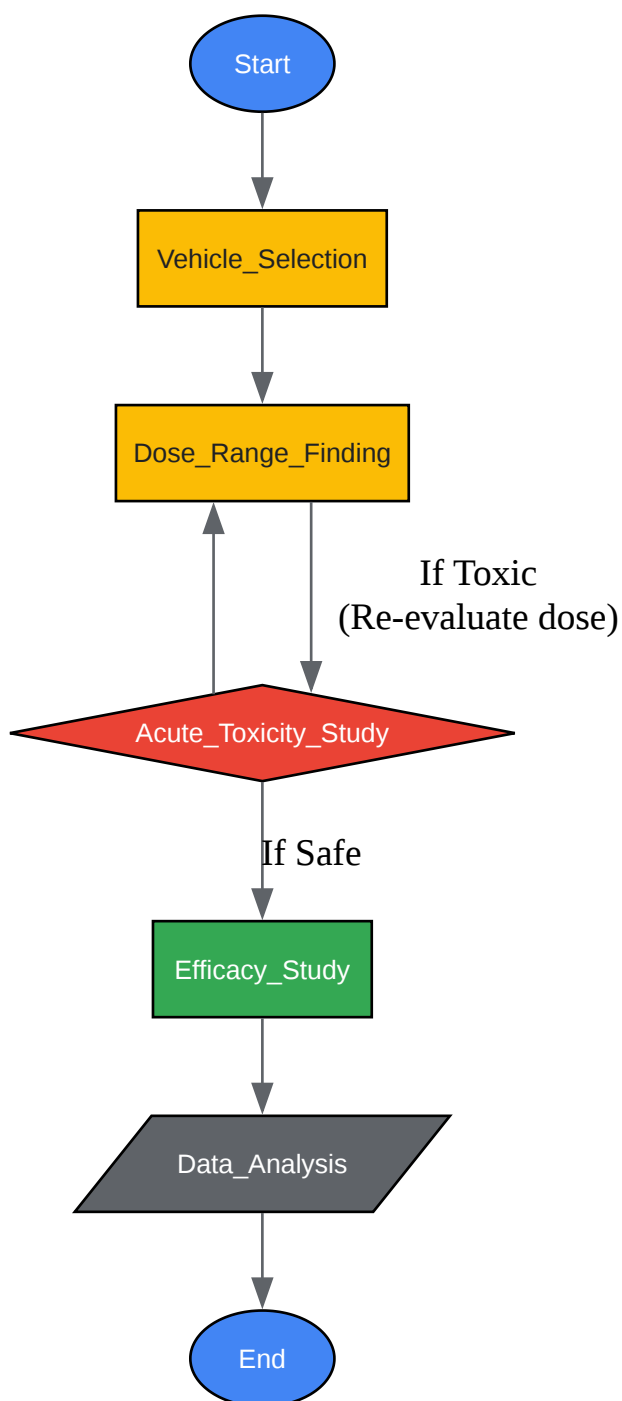 Start
Vehicle_Selection
Dose_Range_Finding
If Toxic
(Re-evaluate dose)
Acute_Toxicity_Study
If Safe
Efficacy_Study
Data_Analysis
End